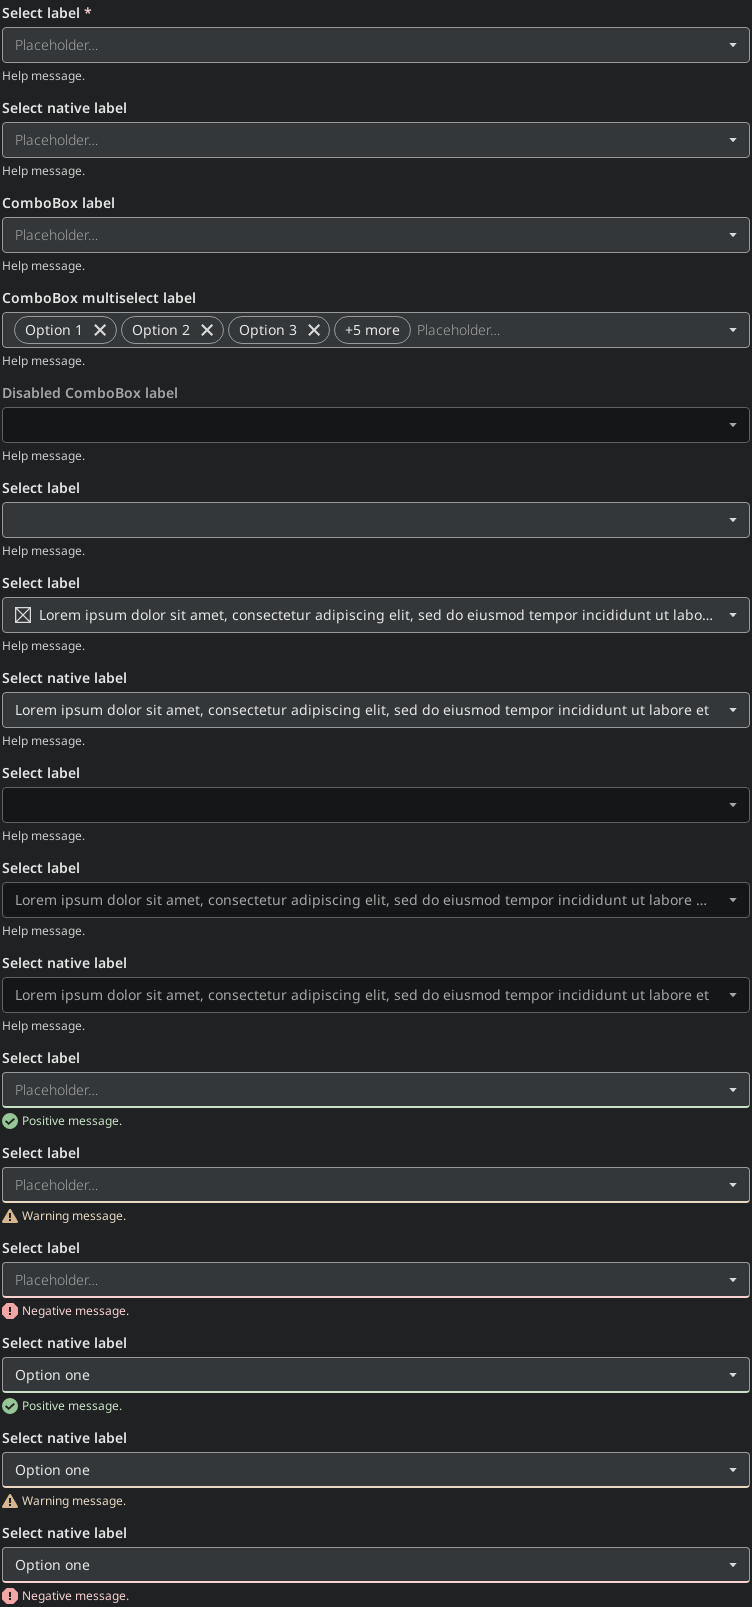 Select label *
Placeholder...
Help message.
Select native label
Placeholder...
Help message.
ComboBox label
Placeholder...
Help message.
ComboBox multiselect label
Option 1 Option 2 Option 3 +5 more Placeholder...
Help message.
Disabled ComboBox label
Help message.
Select label
Help message.
Select label
Lorem ipsum dolor sit amet, consectetur adipiscing elit, sed do eiusmod tempor incididunt ut labo...
Help message.
Select native label
Lorem ipsum dolor sit amet, consectetur adipiscing elit, sed do eiusmod tempor incididunt ut labore et
Help message.
Select label
Help message.
Select label
Lorem ipsum dolor sit amet, consectetur adipiscing elit, sed do eiusmod tempor incididunt ut labore ...
Help message.
Select native label
Lorem ipsum dolor sit amet, consectetur adipiscing elit, sed do eiusmod tempor incididunt ut labore et
Help message.
Select label
Placeholder...
Positive message.
Select label
Placeholder...
Warning message.
Select label
Placeholder...
Negative message.
Select native label
Option one
Positive message.
Select native label
Option one
Warning message.
Select native label
Option one
Negative message.